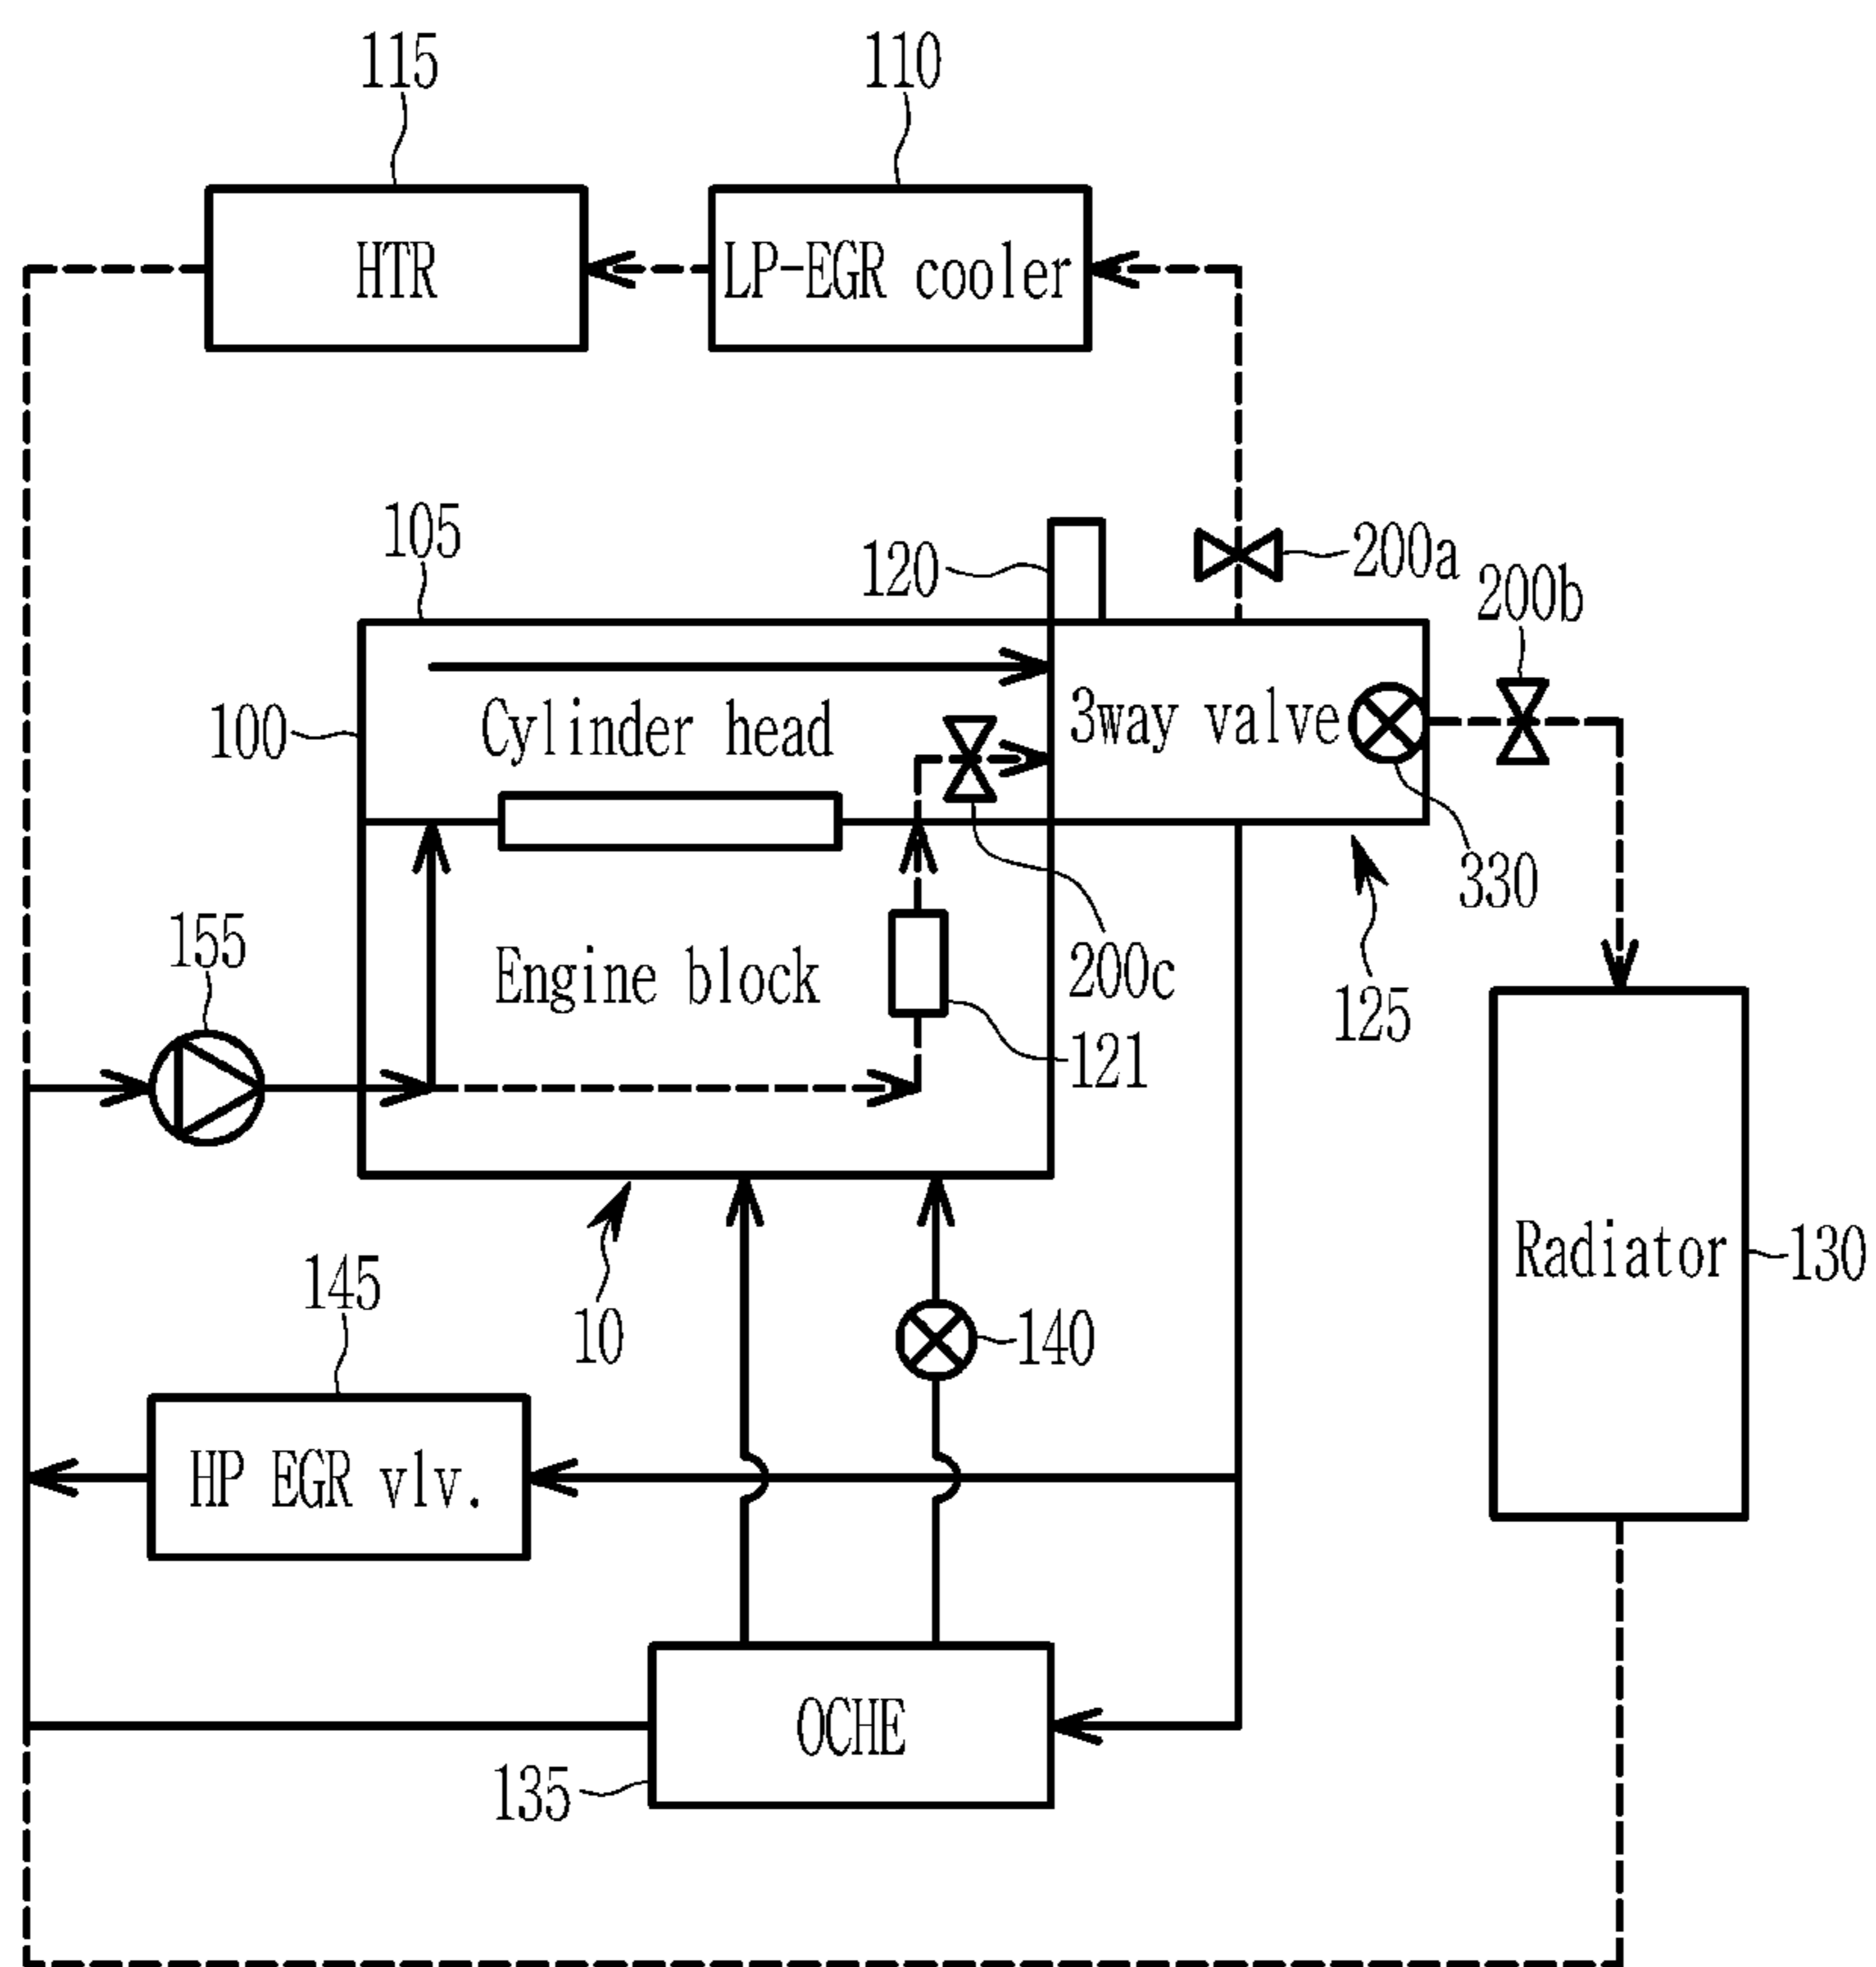 115
110
HTR
LP-EGR cooler
105
120
200a
200b
100
Cylinder head
3way valve
330
155
Engine block
200c
125
121
Radiator
130
145
10
140
HP EGR vlv.
OCHE
135